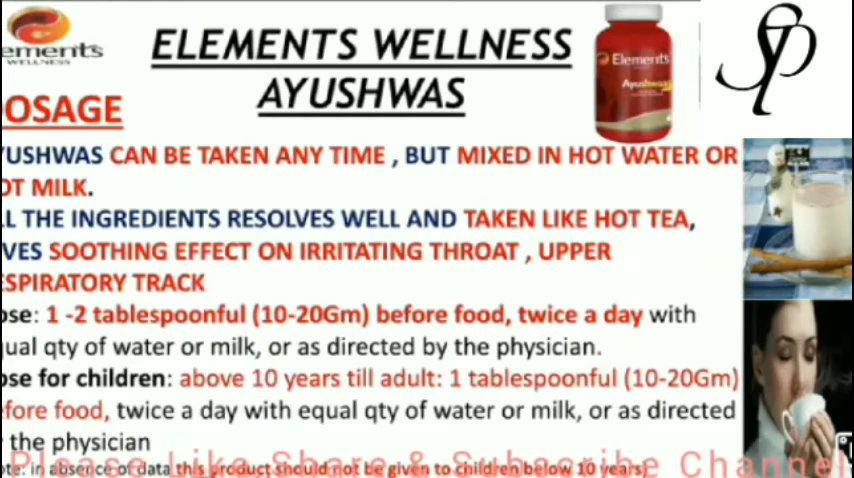 ements
WELLNESS
ELEMENTS WELLNESS
AYUSHWAS
Elements
Ayushwas
Sp
OSAGE
YUSHWAS CAN BE TAKEN ANY TIME , BUT MIXED IN HOT WATER OR
OT MILK.
LL THE INGREDIENTS RESOLVES WELL AND TAKEN LIKE HOT TEA,
VES SOOTHING EFFECT ON IRRITATING THROAT , UPPER
ESPIRATORY TRACK
ose: 1 -2 tablespoonful (10-20Gm) before food, twice a day with
ual qty of water or milk, or as directed by the physician.
ose for children: above 10 years till adult: 1 tablespoonful (10-20Gm)
efore food, twice a day with equal qty of water or milk, or as directed
the physician
ote: in absence of data this product should not be given to children below 10 years)
Please Like Share & Subscribe Channel